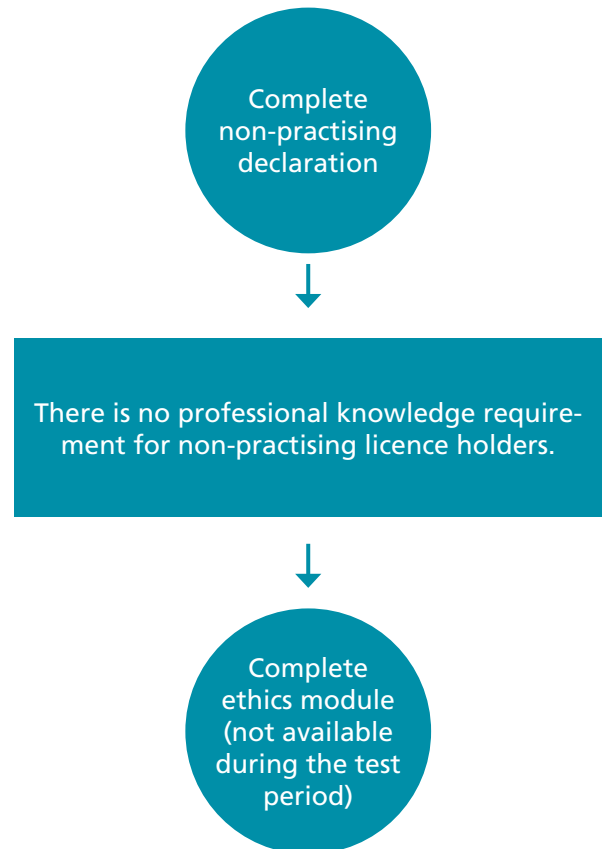 Complete
non-practising
declaration
There is no professional knowledge require-
ment for non-practising licence holders.
Complete
ethics module
(not available
during the test
period)